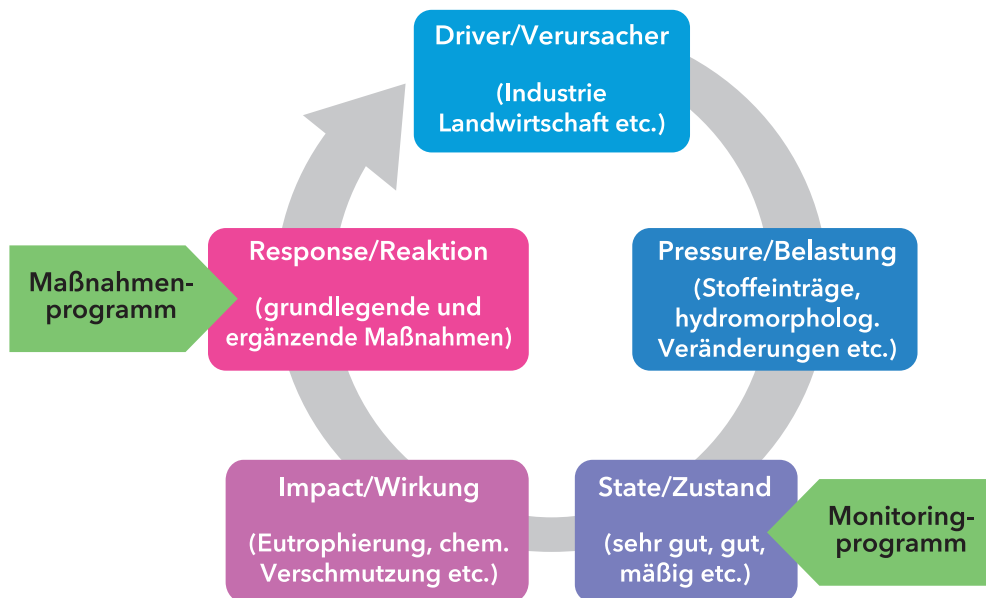 Driver/Verursacher
(Industrie
Landwirtschaft etc.)
Pressure/Belastung
(Stoffeinträge,
hydromorpholog.
Veränderungen etc.)
State/Zustand
(sehr gut, gut,
mäßig etc.)
Monitoring-
programm
Impact/Wirkung
(Eutrophierung, chem.
Verschmutzung etc.)
Response/Reaktion
(grundlegende und
ergänzende Maßnahmen)
Maßnahmen-
programm